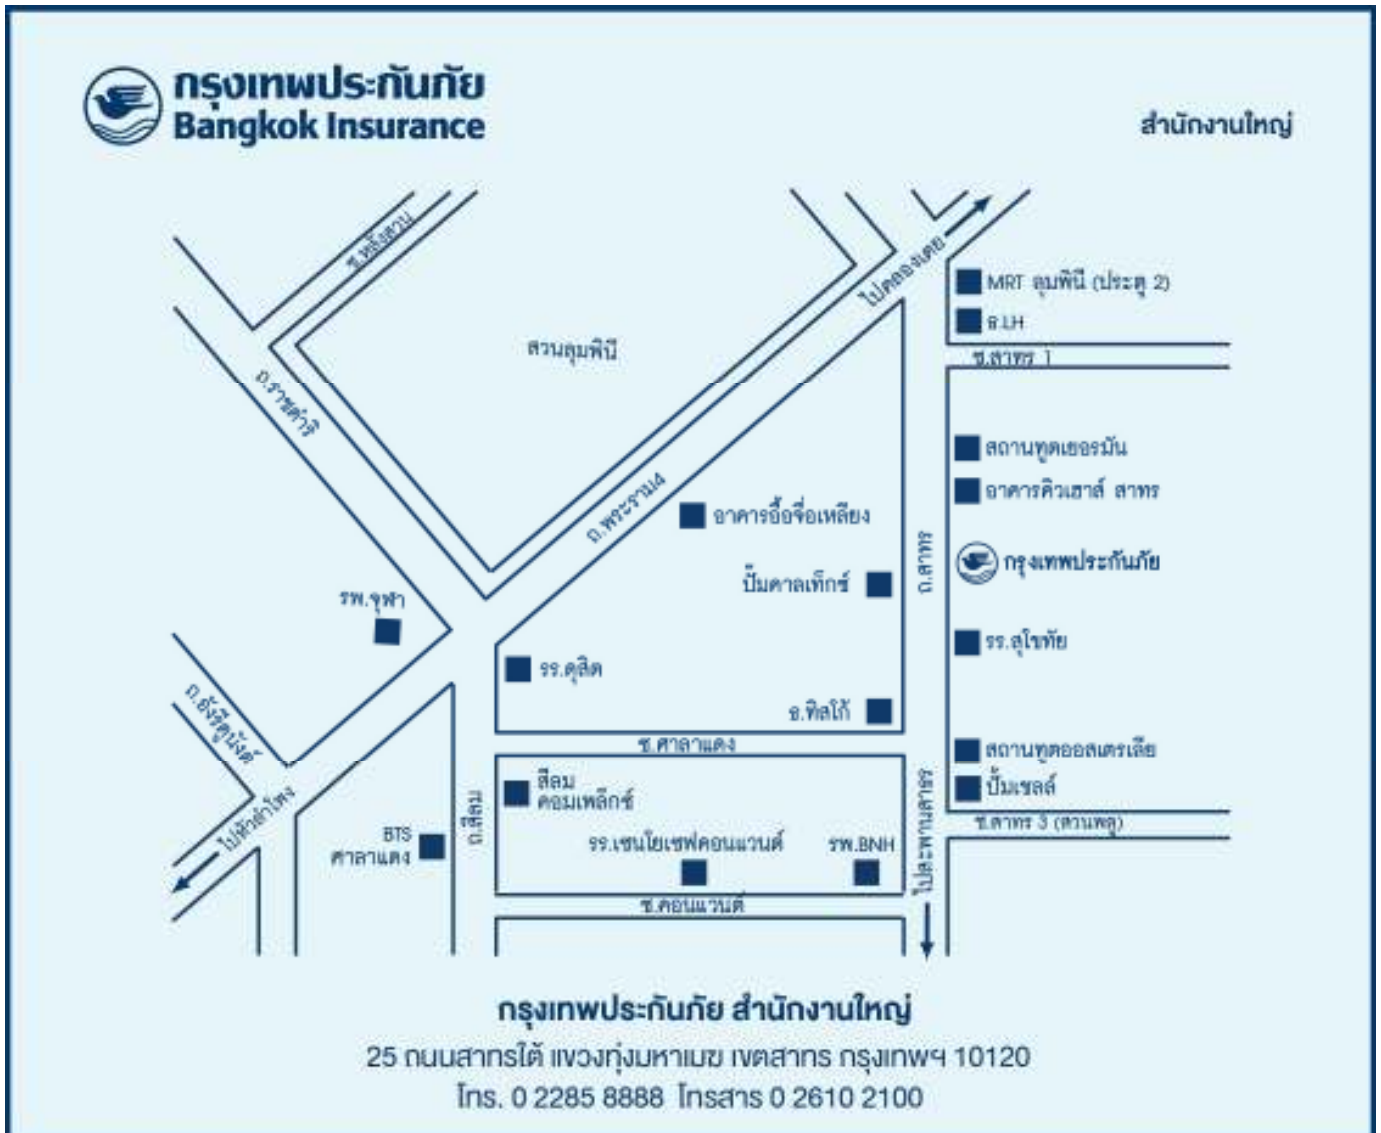 กรุงเทพประกันภัย
Bangkok Insurance
สำนักงานใหญ่
ซ.หลังสวน
ไปคลองเตย
MRT ลุมพินี (ประตู 2)
ธ.LH
ซ.สาทร 1
สวนลุมพินี
ถ.ราชดำริ
สถานทูตเยอรมัน
อาคารคิวเฮาส์ สาทร
ถ.พระราม4
อาคารอื้อจื่อเหลียง
ถ.สาทร
กรุงเทพประกันภัย
ปั๊มคาลเท็กซ์
รพ.จุฬา
รร.สุโขทัย
รร.ดุสิต
ถ.อังรีดูนังต์
ธ.ทิสโก้
ซ.ศาลาแดง
สถานทูตออสเตรเลีย
ปั๊มเชลล์
สีลม
คอมเพล็กซ์
ไปหัวลำโพง
ถ.สีลม
ไปสะพานสาธร
ซ.สาทร 3 (สวนพลู)
BTS
ศาลาแดง
รร.เซนโยเซฟคอนแวนต์
รพ.BNH
ซ.คอนแวนต์
กรุงเทพประกันภัย สำนักงานใหญ่
25 ถนนสาทรใต้ แขวงทุ่งมหาเมฆ เขตสาทร กรุงเทพฯ 10120
โทร. 0 2285 8888 โทรสาร 0 2610 2100